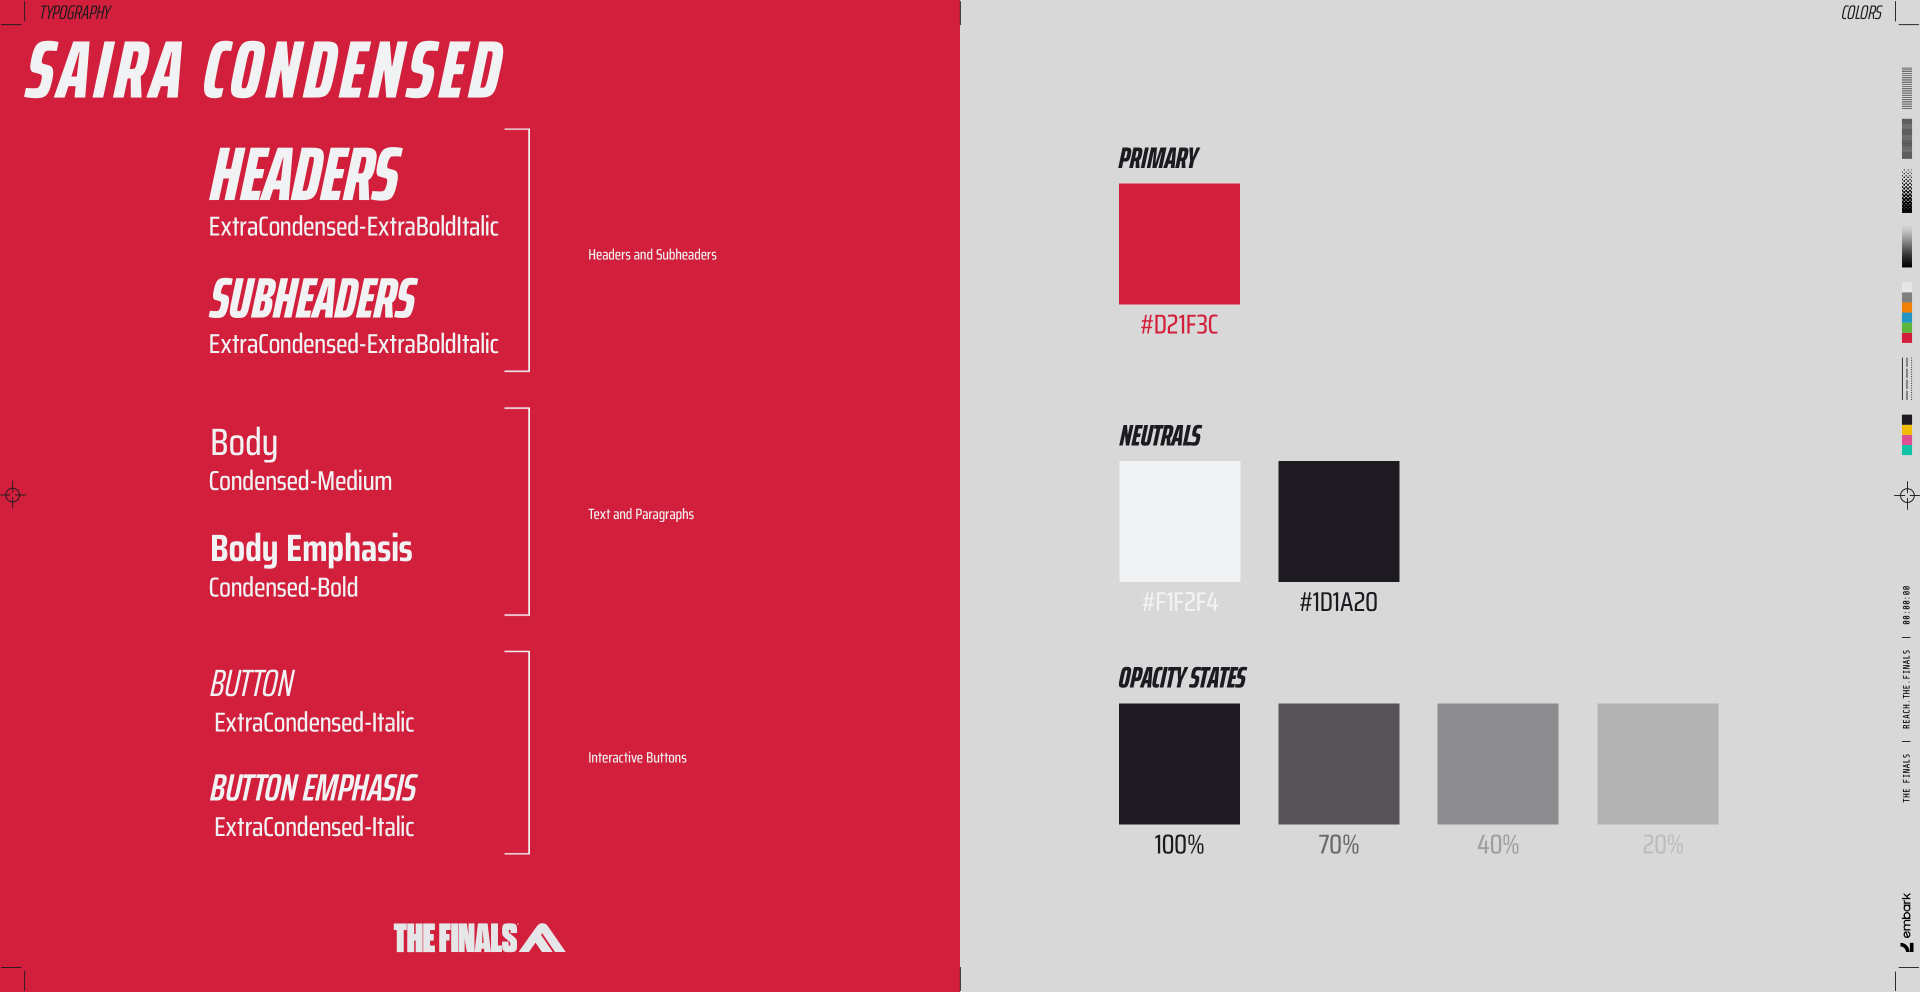 TYPOGRAPHY
SAIRA CONDENSED
HEADERS
ExtraCondensed-ExtraBoldItalic
SUBHEADERS
ExtraCondensed-ExtraBoldItalic
Headers and Subheaders
Body
Condensed-Medium
Body Emphasis
Condensed-Bold
Text and Paragraphs
BUTTON
ExtraCondensed-Italic
BUTTON EMPHASIS
ExtraCondensed-Italic
Interactive Buttons
THE FINALS
COLORS
PRIMARY
#D21F3C
NEUTRALS
#F1F2F4
#1D1A20
OPACITY STATES
100%
70%
40%
20%
THE FINALS | REACH.THE.FINALS | 00:00:00
embark